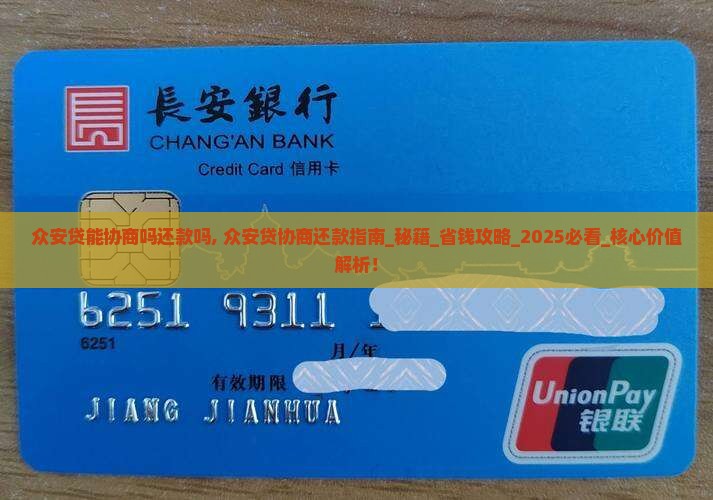 長安銀行
CHANG'AN BANK
Credit Card 信用卡
众安贷能协商吗还款吗, 众安贷协商还款指南_秘藉_省钱攻略_2025必看_核心价值
解析！
6251 9311 1
6251
月/年
有效期限
JIANG JIANHUA
UnionPay
银联